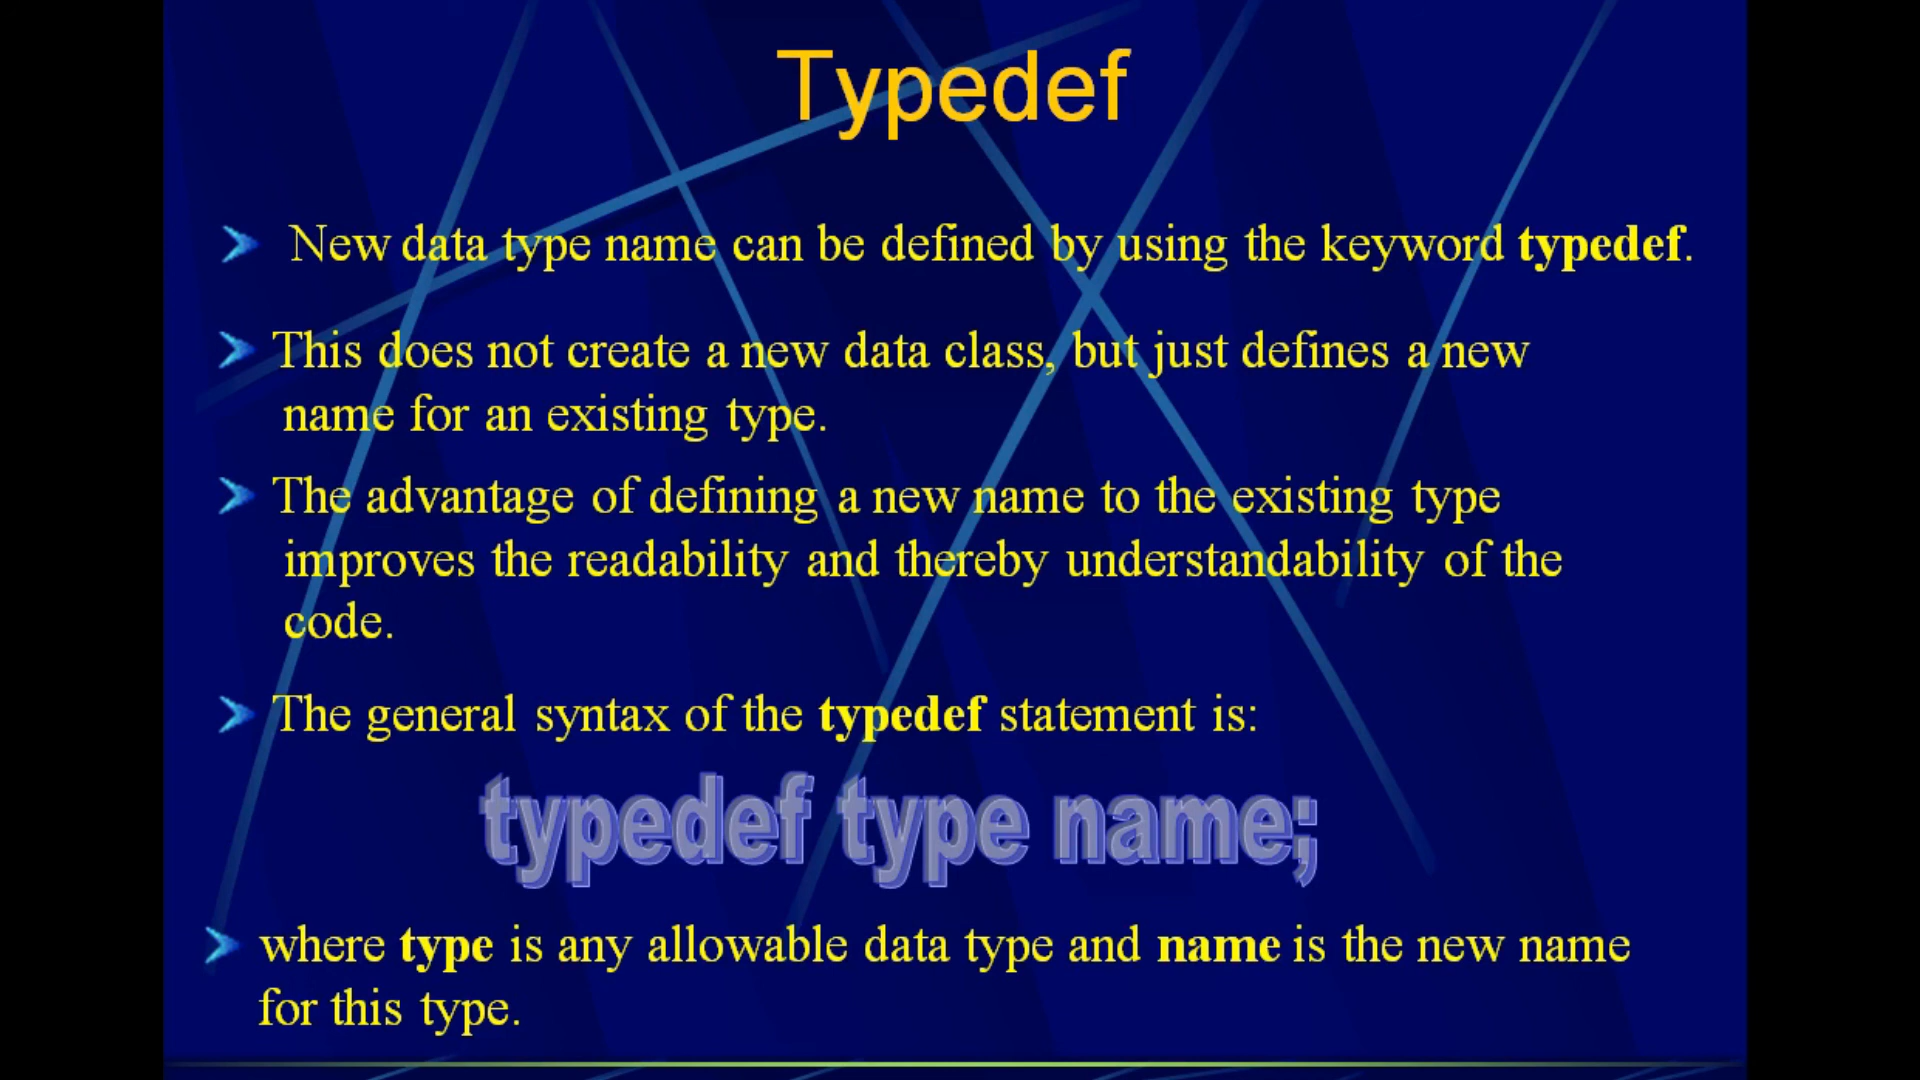 Typedef
New data type name can be defined by using the keyword typedef.
This does not create a new data class, but just defines a new
name for an existing type.
The advantage of defining a new name to the existing type
improves the readability and thereby understandability of the
code.
The general syntax of the typedef statement is:
typedef type name;
where type is any allowable data type and name is the new name
for this type.